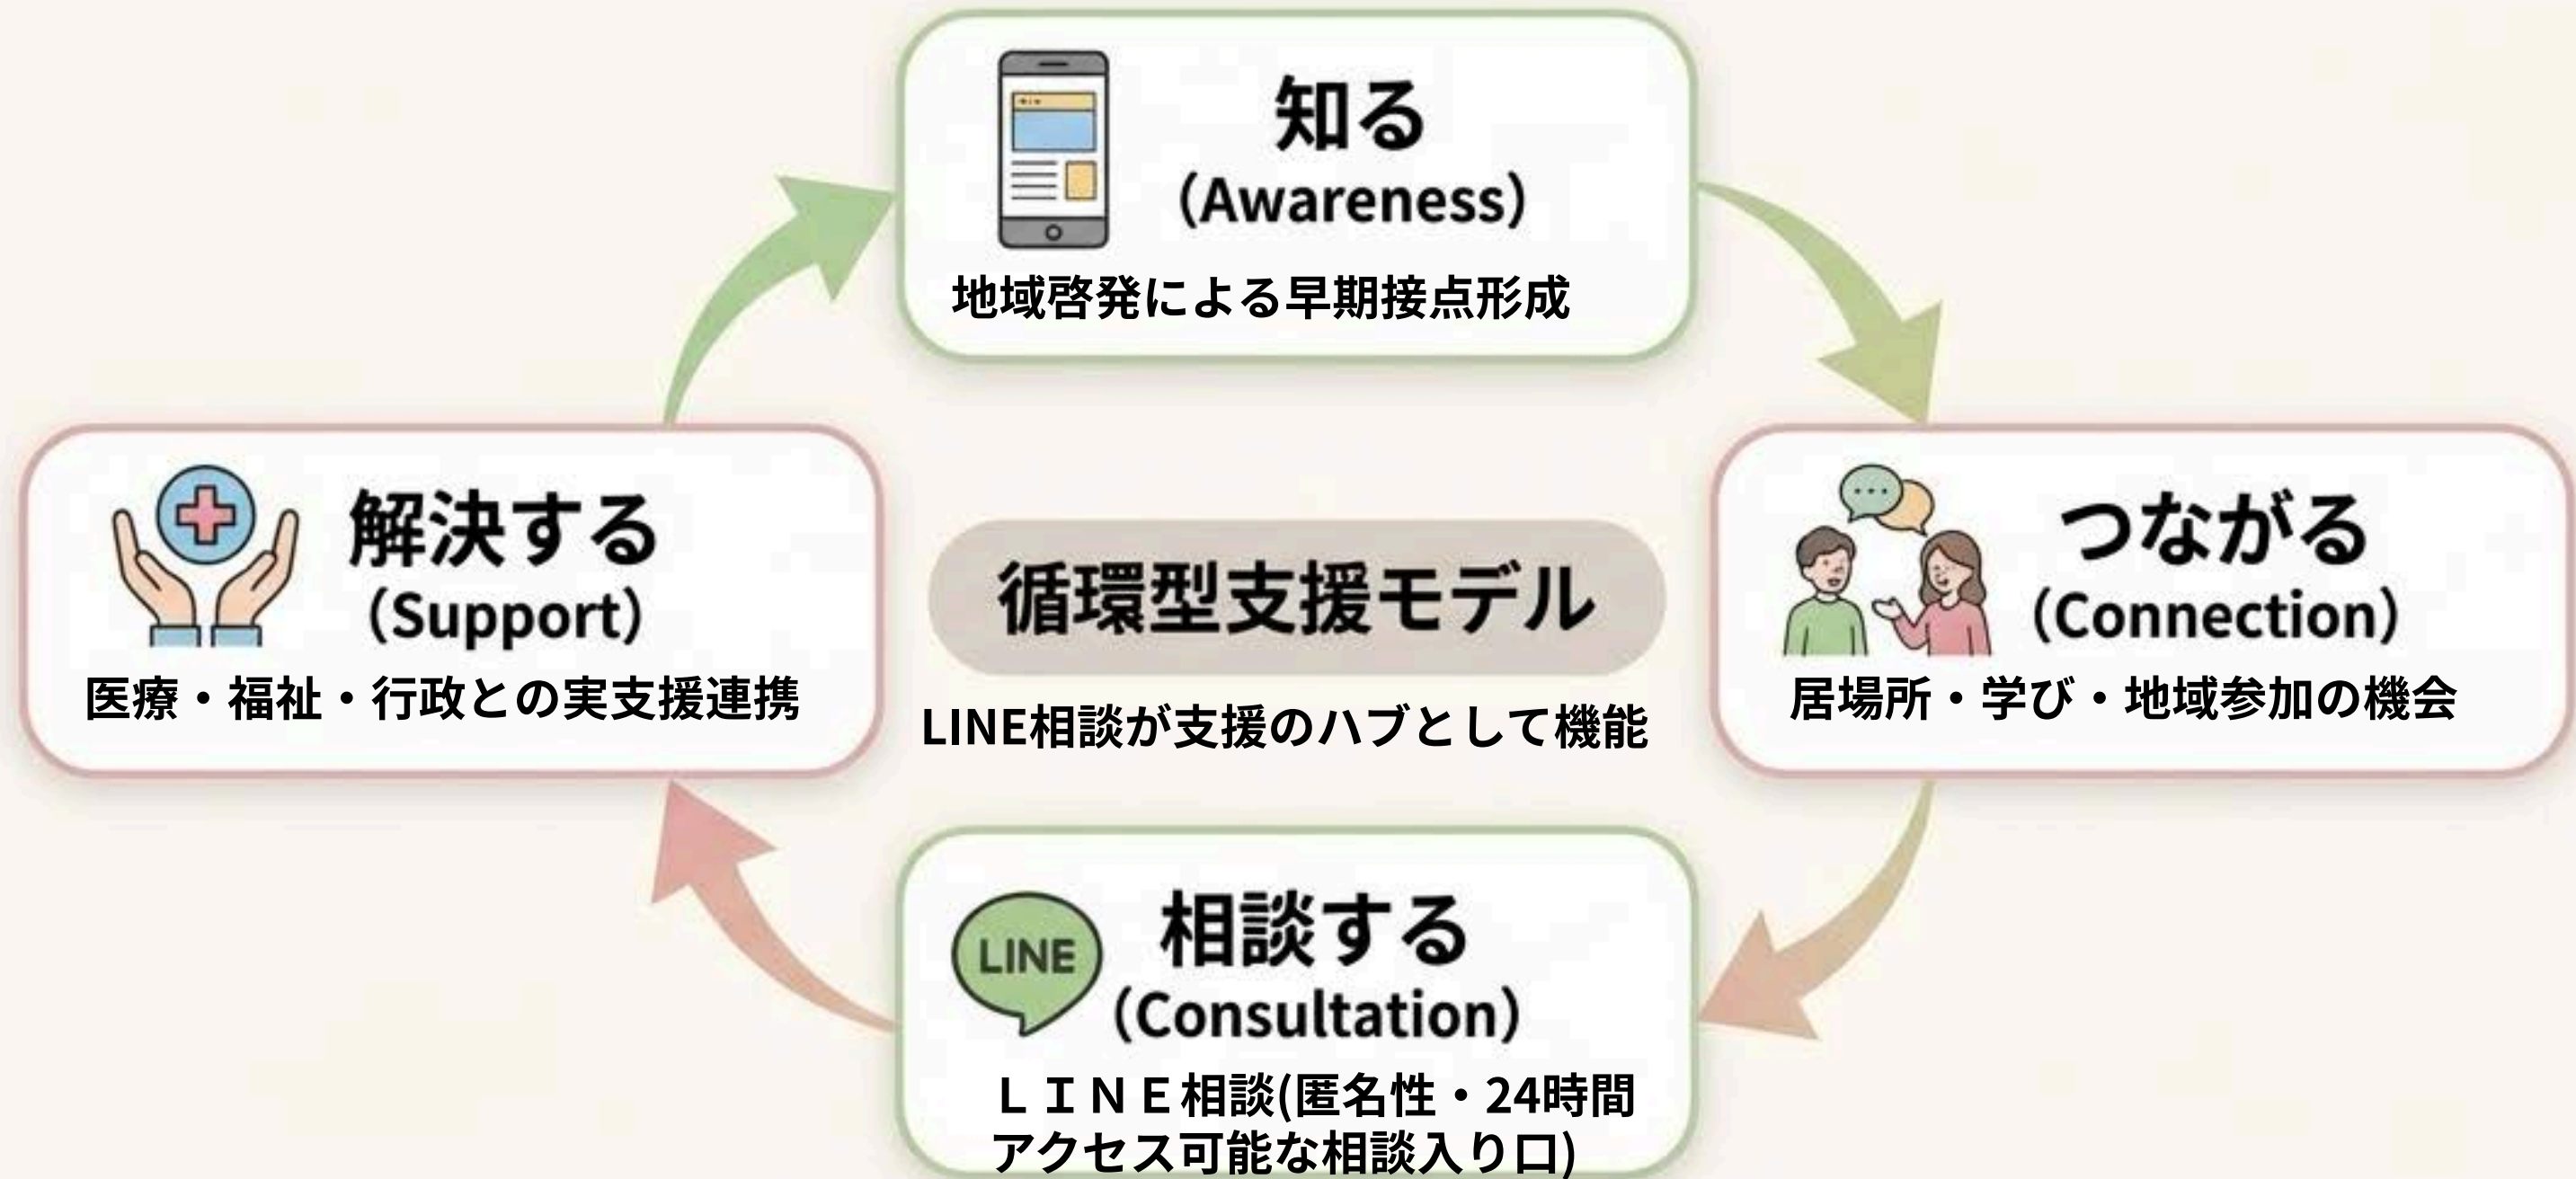 知る
（Awareness）
地域啓発による早期接点形成
解決する
（Support）
医療・福祉・行政との実支援連携
循環型支援モデル
LINE相談が支援のハブとして機能
つながる
（Connection）
居場所・学び・地域参加の機会
LINE
相談する
（Consultation）
ＬＩＮＥ相談(匿名性・24時間
アクセス可能な相談入り口)